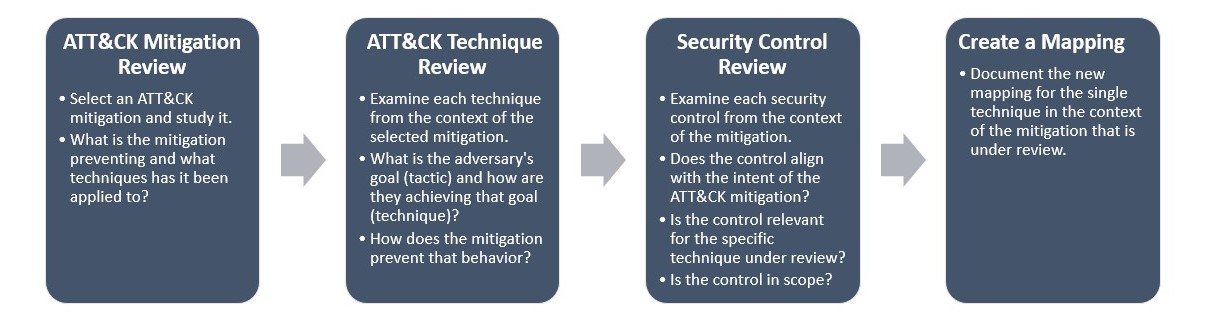 ATT&CK Mitigation
Review
• Select an ATT&CK
mitigation and study it.
• What is the mitigation
preventing and what
techniques has it been
applied to?
ATT&CK Technique
Review
• Examine each technique
from the context of the
selected mitigation.
• What is the adversary's
goal (tactic) and how are
they achieving that goal
(technique)?
• How does the mitigation
prevent that behavior?
Security Control
Review
• Examine each security
control from the context
of the mitigation.
• Does the control align
with the intent of the
ATT&CK mitigation?
• Is the control relevant
for the specific
technique under review?
• Is the control in scope?
Create a Mapping
• Document the new
mapping for the single
technique in the context
of the mitigation that is
under review.